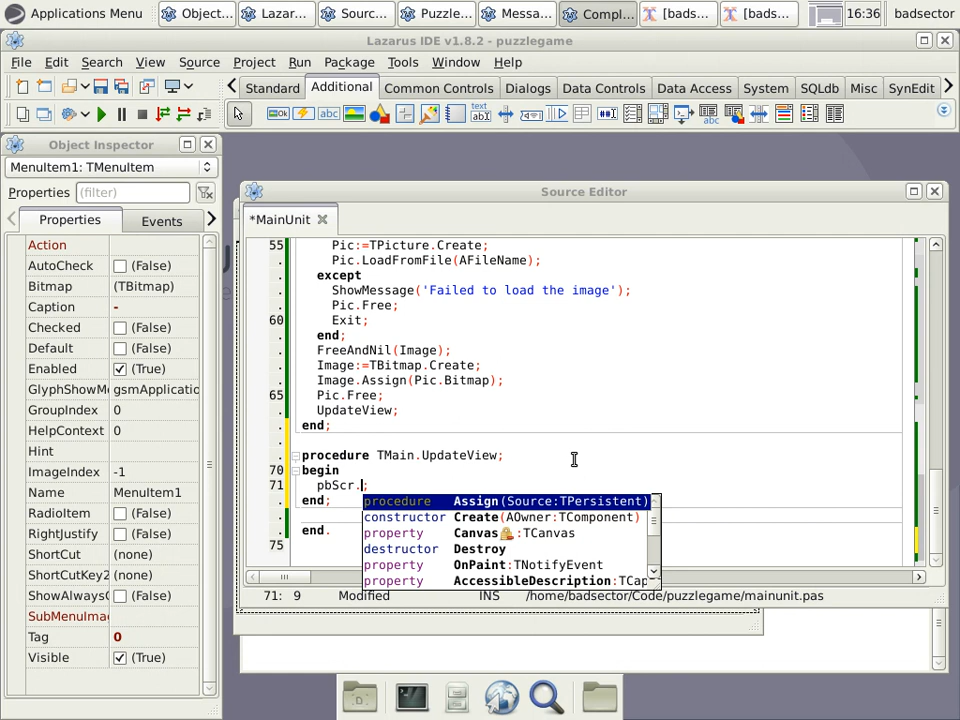 Applications Menu Object... Lazar... Sourc... Puzzle... Messa... Compl... [bads... [bads... 16:36 badsector
Lazarus IDE v1.8.2 - puzzlegame
File Edit Search View Source Project Run Package Tools Window Help
Standard Additional Common Controls Dialogs Data Controls Data Access System SQLdb Misc SynEdit
Object Inspector
MenuItem1: TMenuItem
Properties (filter)
Properties Events
Action
AutoCheck (False)
Bitmap (TBitmap)
Caption -
Checked (False)
Default (False)
Enabled (True)
GlyphShowMo gsmApplicatio
GroupIndex 0
HelpContext 0
Hint
ImageIndex -1
Name MenuItem1
RadioItem (False)
RightJustify (False)
ShortCut (none)
ShortCutKey2 (none)
ShowAlwaysC (False)
SubMenuImag
Tag 0
Visible (True)
Source Editor
*MainUnit
55 Pic:=TPicture.Create;
. Pic.LoadFromFile(AFileName);
. except
. ShowMessage('Failed to load the image');
. Pic.Free;
60 Exit;
. end;
. FreeAndNil(Image);
. Image:=TBitmap.Create;
. Image.Assign(Pic.Bitmap);
65 Pic.Free;
. UpdateView;
. end;
.
. procedure TMain.UpdateView;
70 begin
71 pbScr.;
. end;
.
. end.
75
procedure Assign(Source:TPersistent)
constructor Create(AOwner:TComponent)
property Canvas:TCanvas
destructor Destroy
property OnPaint:TNotifyEvent
property AccessibleDescription:TCap
71: 9 Modified INS /home/badsector/Code/puzzlegame/mainunit.pas